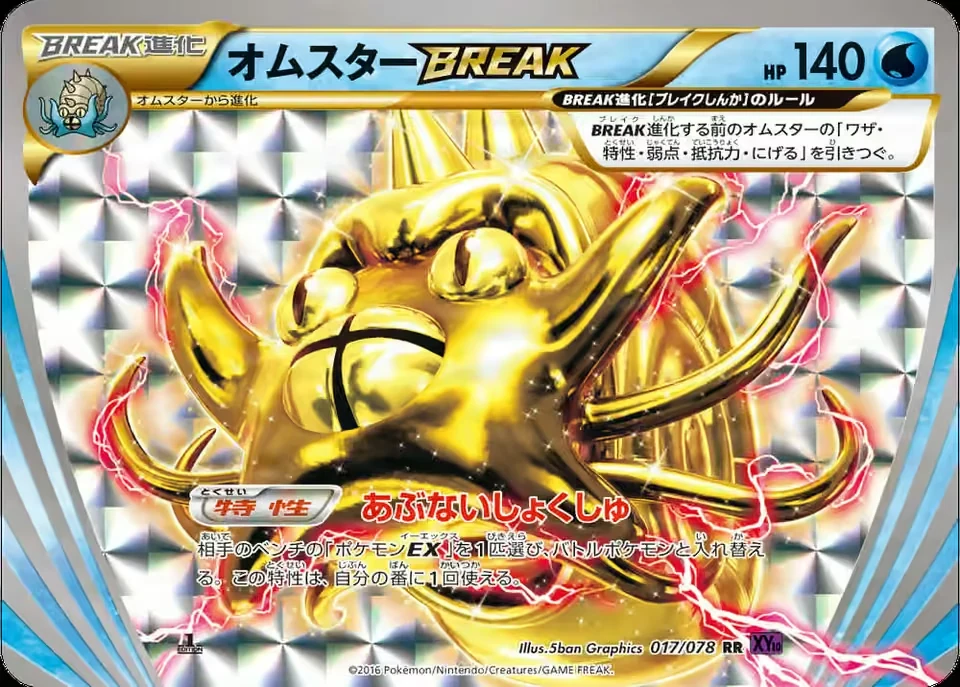 BREAK進化
オムスターBREAK
HP 140
オムスターから進化
BREAK進化[ブレイクしんか]のルール
BREAK進化する前のオムスターの「ワザ・
特性・弱点・抵抗力・にげる」を引きつぐ。
とくせい
特性 あぶないしょくしゅ
相手のベンチの「ポケモンEX」を1匹選び、バトルポケモンと入れ替え
る。この特性は、自分の番に1回使える。
1 EDITION
Illus.5ban Graphics 017/078 RR XY10
©2016 Pokémon/Nintendo/Creatures/GAME FREAK.